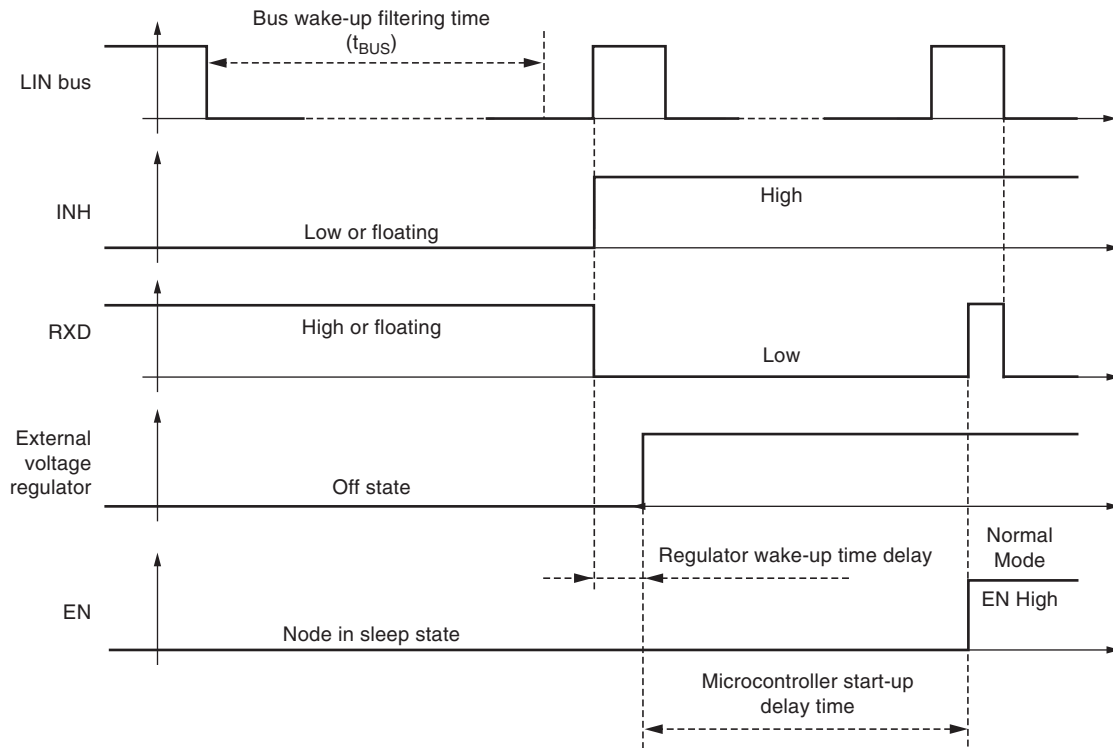 Bus wake-up filtering time
(tBUS)
LIN bus
INH
High
Low or floating
RXD
High or floating
Low
External
voltage
regulator
Off state
Normal
Mode
Regulator wake-up time delay
EN
EN High
Node in sleep state
Microcontroller start-up
delay time